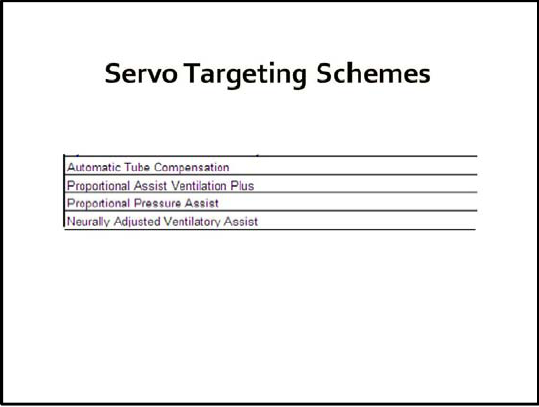 Servo Targeting Schemes
Automatic Tube Compensation
Proportional Assist Ventilation Plus
Proportional Pressure Assist
Neurally Adjusted Ventilatory Assist